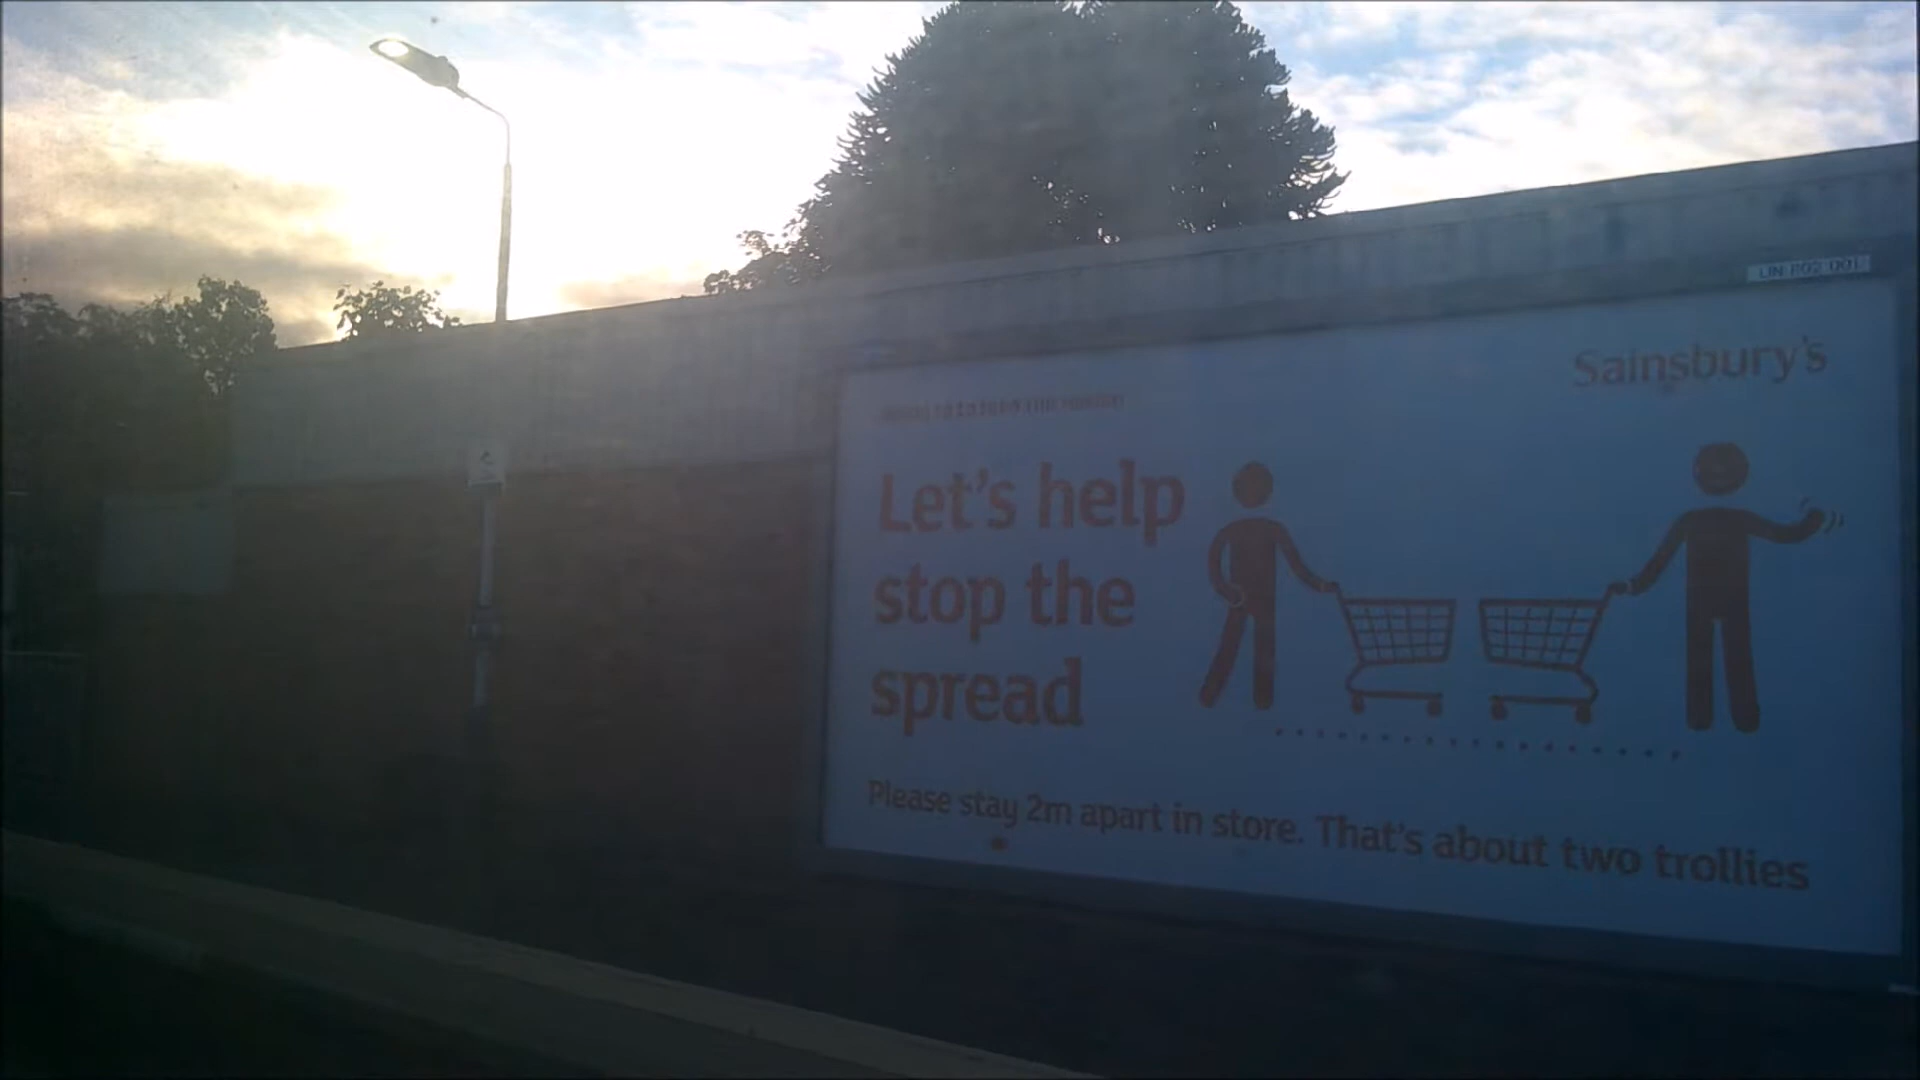 Sainsbury's
Let's help
stop the
spread
Please stay 2m apart in store. That's about two trollies